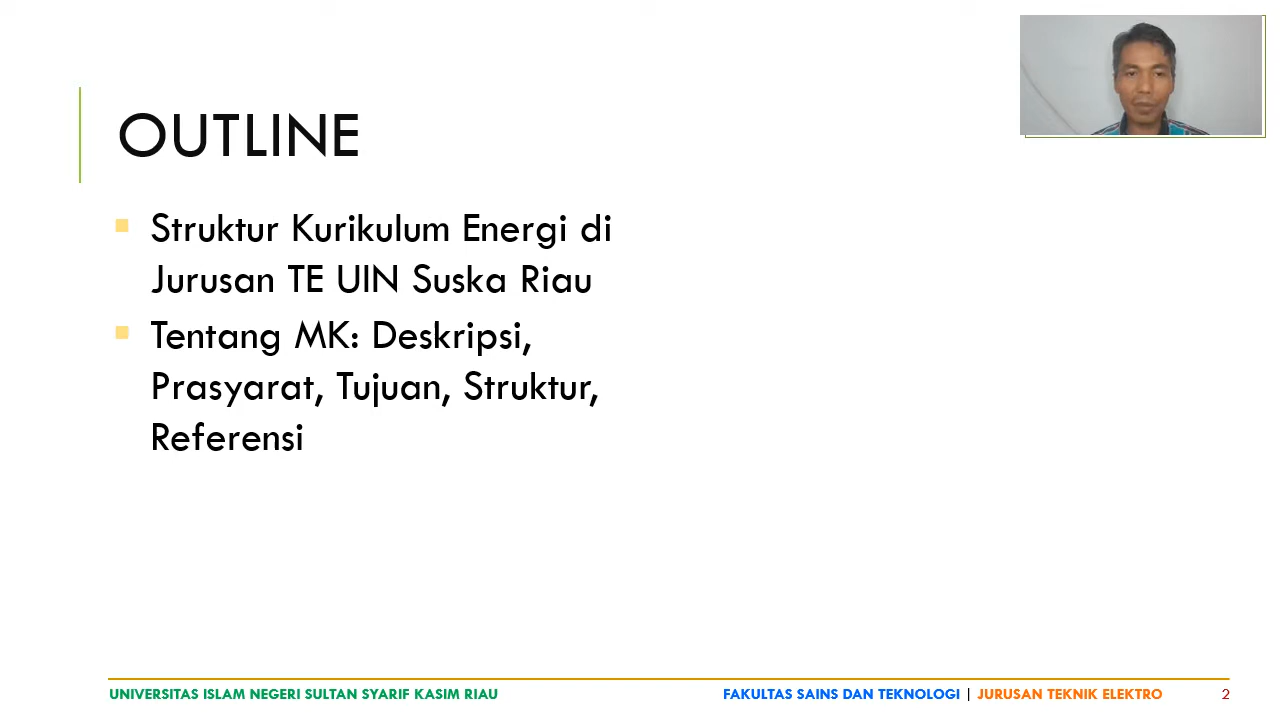 OUTLINE
Struktur Kurikulum Energi di
Jurusan TE UIN Suska Riau
Tentang MK: Deskripsi,
Prasyarat, Tujuan, Struktur,
Referensi
UNIVERSITAS ISLAM NEGERI SULTAN SYARIF KASIM RIAU
FAKULTAS SAINS DAN TEKNOLOGI | JURUSAN TEKNIK ELEKTRO
2